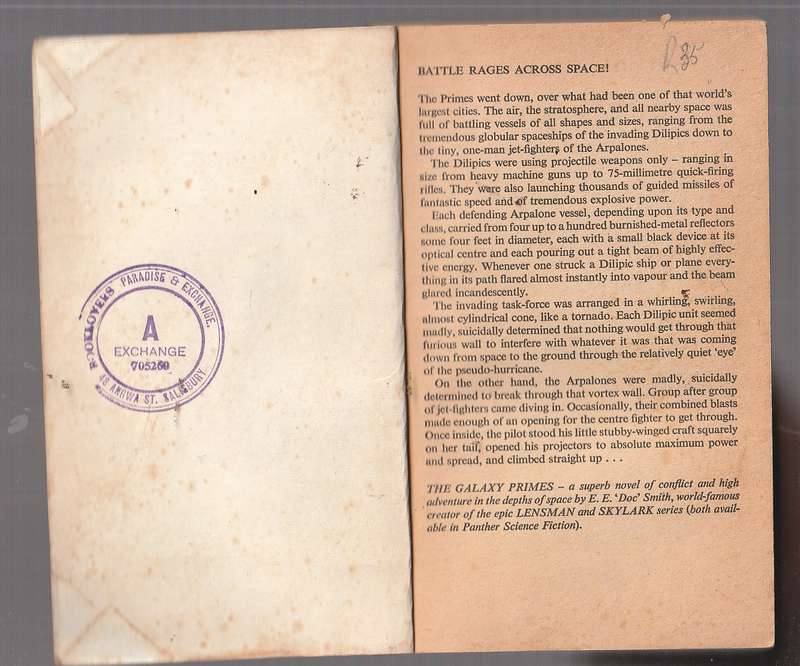 BOOKLOVERS PARADISE & EXCHANGE.
A
EXCHANGE
705260
48 ANGWA ST. SALISBURY
R35
BATTLE RAGES ACROSS SPACE!
The Primes went down, over what had been one of that world's
largest cities. The air, the stratosphere, and all nearby space was
full of battling vessels of all shapes and sizes, ranging from the
tremendous globular spaceships of the invading Dilipics down to
the tiny, one-man jet-fighters of the Arpalones.
The Dilipics were using projectile weapons only – ranging in
size from heavy machine guns up to 75-millimetre quick-firing
rifles. They were also launching thousands of guided missiles of
fantastic speed and of tremendous explosive power.
Each defending Arpalone vessel, depending upon its type and
class, carried from four up to a hundred burnished-metal reflectors
some four feet in diameter, each with a small black device at its
optical centre and each pouring out a tight beam of highly effec-
tive energy. Whenever one struck a Dilipic ship or plane every-
thing in its path flared almost instantly into vapour and the beam
glared incandescently.
The invading task-force was arranged in a whirling, swirling,
almost cylindrical cone, like a tornado. Each Dilipic unit seemed
madly, suicidally determined that nothing would get through that
furious wall to interfere with whatever it was that was coming
down from space to the ground through the relatively quiet 'eye'
of the pseudo-hurricane.
On the other hand, the Arpalones were madly, suicidally
determined to break through that vortex wall. Group after group
of jet-fighters came diving in. Occasionally, their combined blasts
made enough of an opening for the centre fighter to get through.
Once inside, the pilot stood his little stubby-winged craft squarely
on her tail, opened his projectors to absolute maximum power
and spread, and climbed straight up . . .
THE GALAXY PRIMES – a superb novel of conflict and high
adventure in the depths of space by E. E. 'Doc' Smith, world-famous
creator of the epic LENSMAN and SKYLARK series (both avail-
able in Panther Science Fiction).